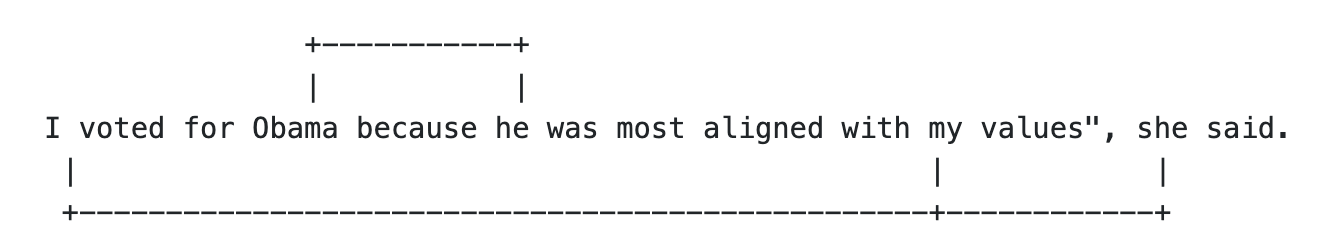 +-----------+
|           |
I voted for Obama because he was most aligned with my values", she said.
|                                                 |            |
+-------------------------------------------------+------------+